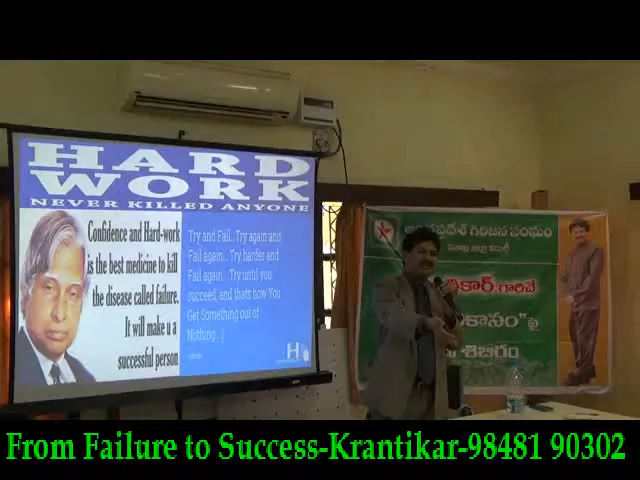 HARD
WORK
NEVER KILLED ANYONE
Confidence and Hard-work
is the best medicine to kill
the disease called failure.
It will make u a
successful person
Try and Fail... Try again and
Fail again... Try harder and
Fail again... Try until you
succeed, and thats how You
Get Something out of
Nothing..
గిరిజన సంఘం
గారిచే
శిబిరం
From Failure to Success-Krantikar-98481 90302